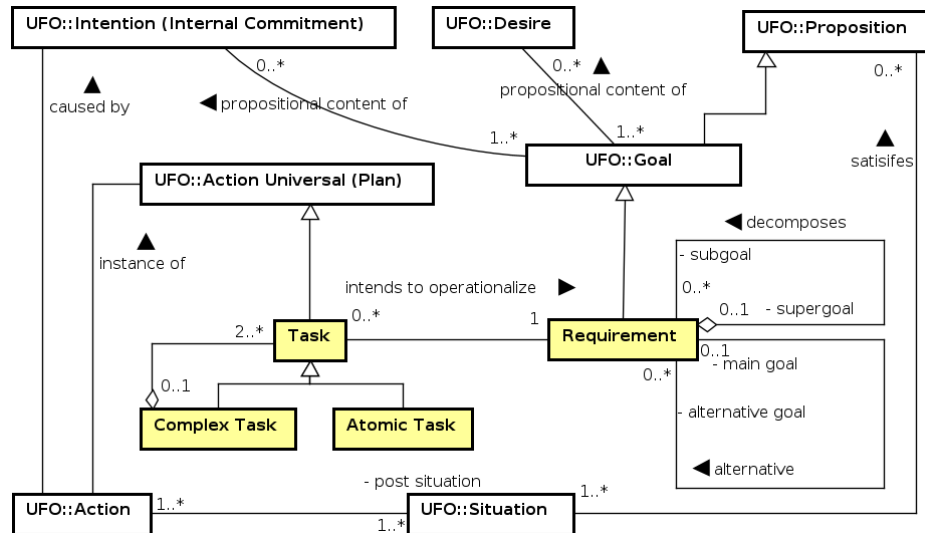 UFO::Intention (Internal Commitment)
UFO::Desire
UFO::Proposition
0..*
0..*
0..*
caused by
propositional content of
propositional content of
1..*
1..*
satisifes
UFO::Goal
UFO::Action Universal (Plan)
decomposes
- subgoal
instance of
intends to operationalize
0..*
0..1
- supergoal
2..*
0..*
1
Task
Requirement
0..1
0..1
- main goal
0..*
Complex Task
Atomic Task
- alternative goal
alternative
- post situation
1..*
1..*
1..*
UFO::Action
UFO::Situation